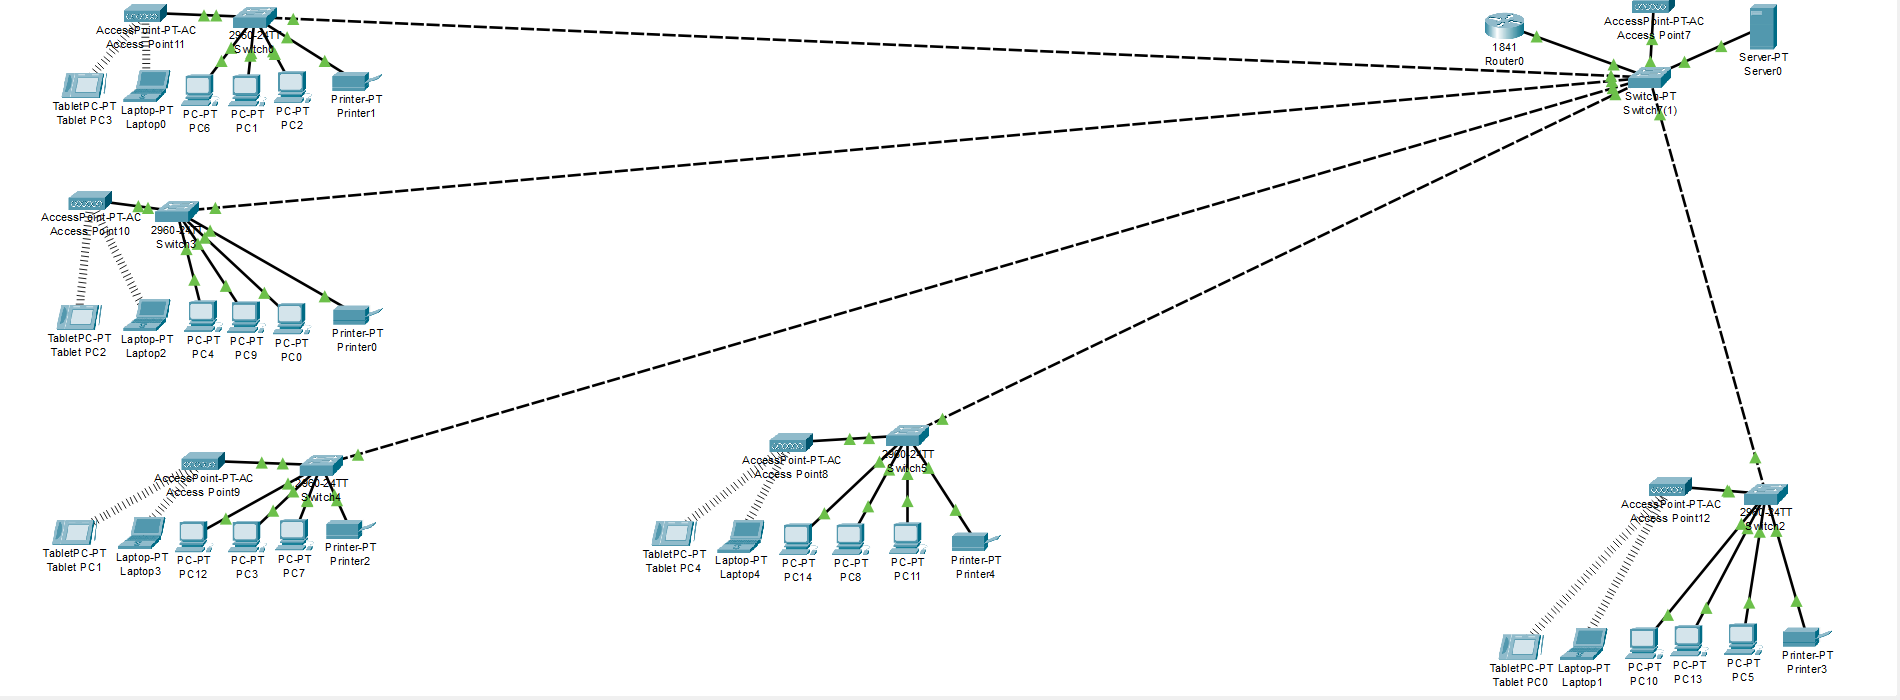 AccessPoint-PT-AC
Access Point11
2960-24TT
TabletPC-PT
Tablet PC3
Laptop-PT
Laptop0
PC-PT
PC6
PC-PT
PC1
PC-PT
PC2
Printer-PT
Printer1
1841
Router0
AccessPoint-PT-AC
Access Point7
Server-PT
Server0
Switch-PT
Switch7(1)
AccessPoint-PT-AC
Access Point10
2960-24TT
Switch3
TabletPC-PT
Tablet PC2
Laptop-PT
Laptop2
PC-PT
PC4
PC-PT
PC9
PC-PT
PC0
Printer-PT
Printer0
AccessPoint-PT-AC
Access Point9
2960-24TT
Switch4
TabletPC-PT
Tablet PC1
Laptop-PT
Laptop3
PC-PT
PC12
PC-PT
PC3
PC-PT
PC7
Printer-PT
Printer2
AccessPoint-PT-AC
Access Point8
2960-24TT
Switch5
TabletPC-PT
Tablet PC4
Laptop-PT
Laptop4
PC-PT
PC14
PC-PT
PC8
PC-PT
PC11
Printer-PT
Printer4
AccessPoint-PT-AC
Access Point12
2960-24TT
Switch2
TabletPC-PT
Tablet PC0
Laptop-PT
Laptop1
PC-PT
PC10
PC-PT
PC13
PC-PT
PC5
Printer-PT
Printer3